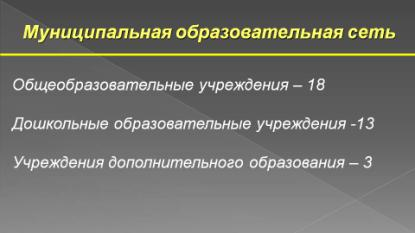 Муниципальная образовательная сеть
Общеобразовательные учреждения – 18
Дошкольные образовательные учреждения -13
Учреждения дополнительного образования – 3